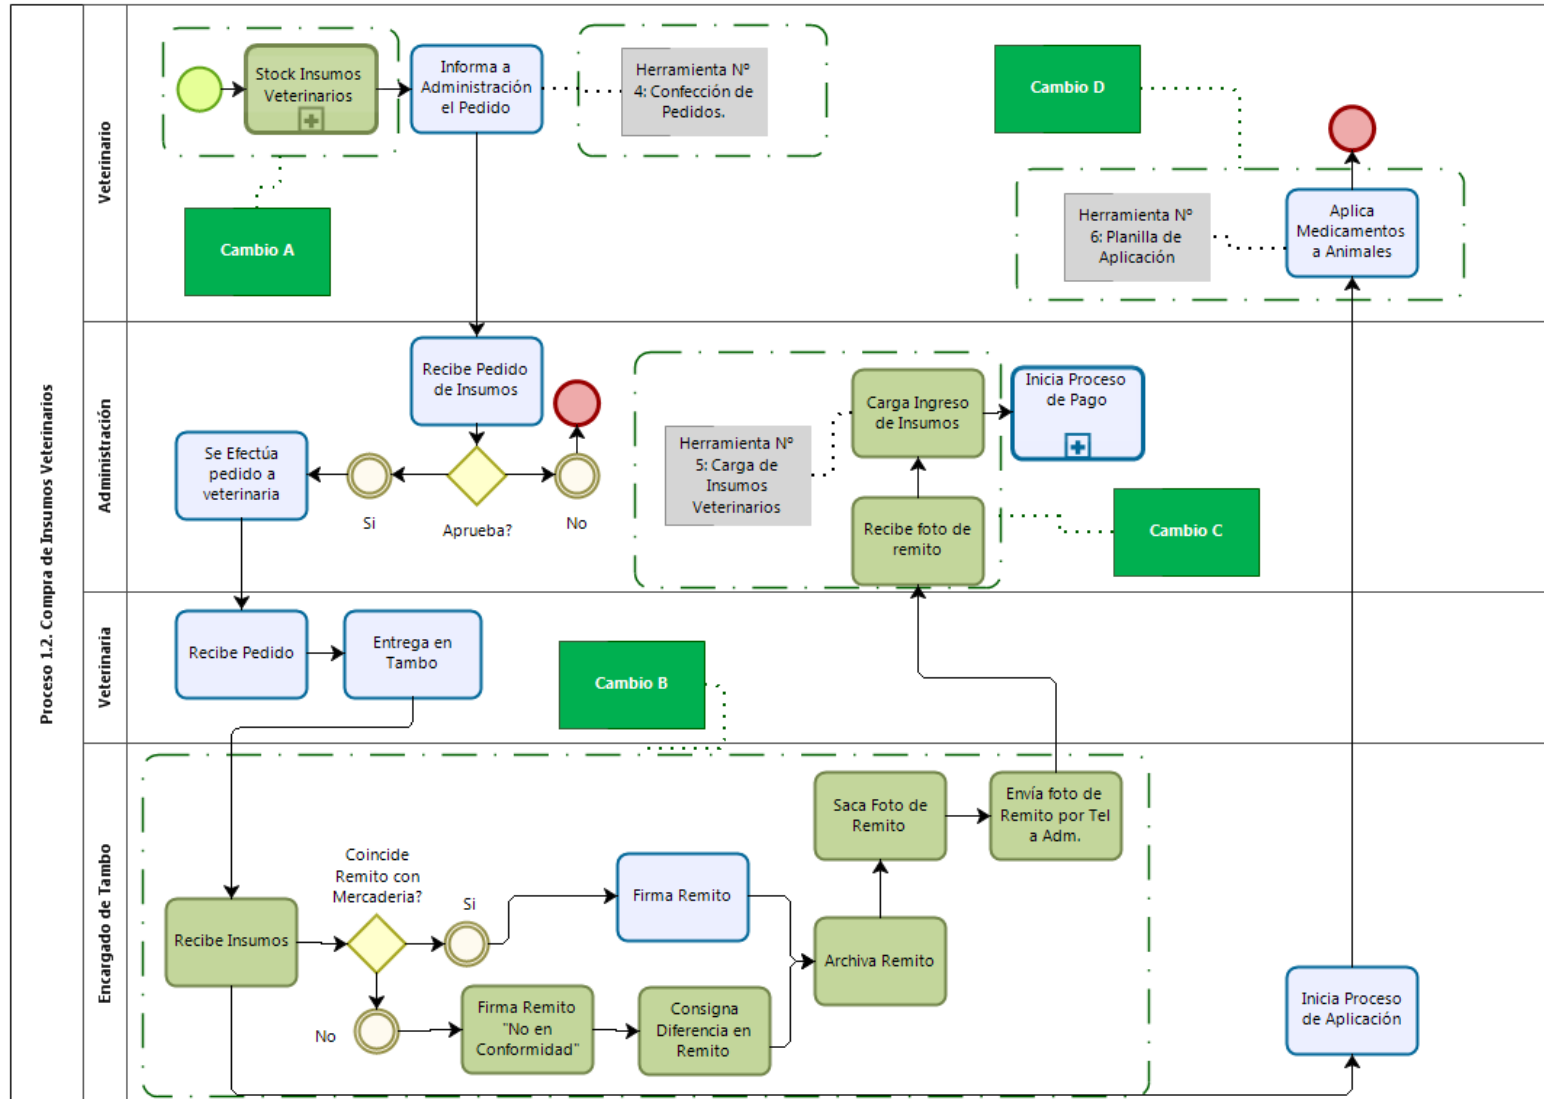 Proceso 1.2. Compra de Insumos Veterinarios
Veterinario
Stock Insumos
Veterinarios
Informa a
Administración
el Pedido
Herramienta Nº
4: Confección de
Pedidos.
Cambio A
Cambio D
Herramienta Nº
6: Planilla de
Aplicación
Aplica
Medicamentos
a Animales
Administración
Recibe Pedido
de Insumos
Se Efectúa
pedido a
veterinaria
Si
Aprueba?
No
Herramienta Nº
5: Carga de
Insumos
Veterinarios
Carga Ingreso
de Insumos
Inicia Proceso
de Pago
Recibe foto de
remito
Cambio C
Veterinaria
Recibe Pedido
Entrega en
Tambo
Cambio B
Encargado de Tambo
Recibe Insumos
Coincide
Remito con
Mercaderia?
Si
No
Firma Remito
Firma Remito
"No en
Conformidad"
Consigna
Diferencia en
Remito
Archiva Remito
Saca Foto de
Remito
Envía foto de
Remito por Tel
a Adm.
Inicia Proceso
de Aplicación